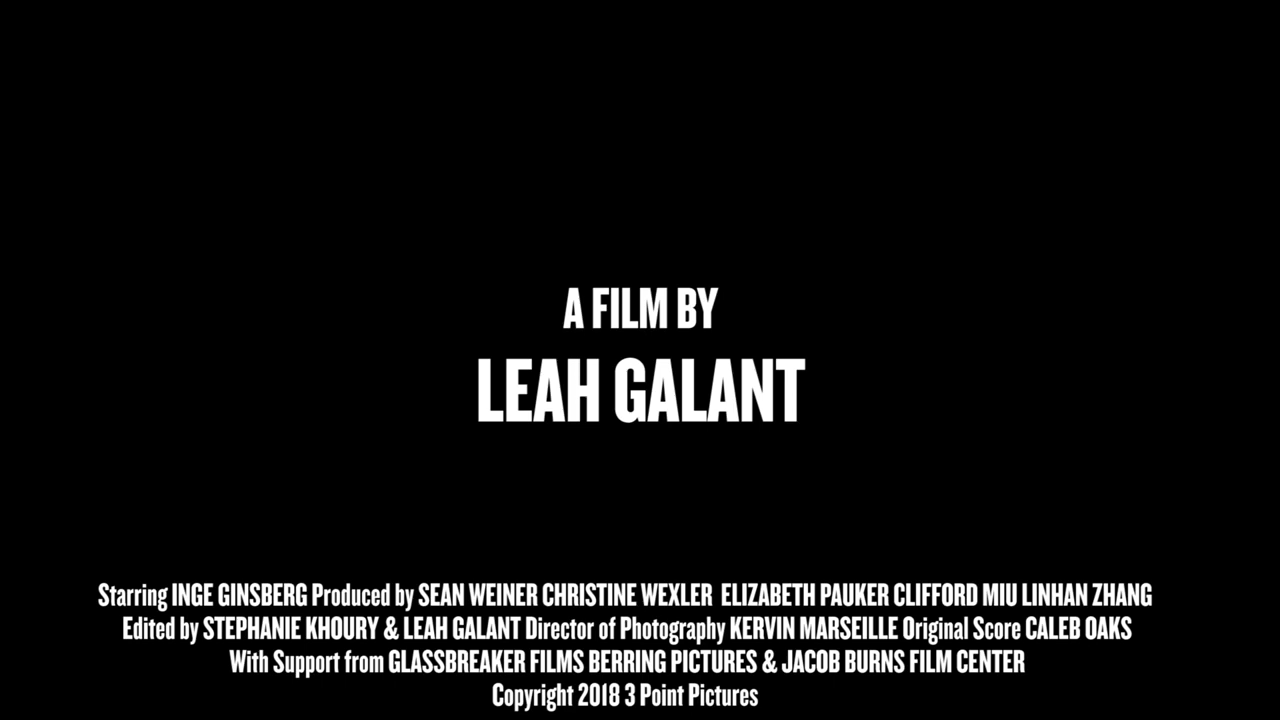 A FILM BY
LEAH GALANT
Starring INGE GINSBERG Produced by SEAN WEINER CHRISTINE WEXLER ELIZABETH PAUKER CLIFFORD MIU LINHAN ZHANG
Edited by STEPHANIE KHOURY & LEAH GALANT Director of Photography KERVIN MARSEILLE Original Score CALEB OAKS
With Support from GLASSBREAKER FILMS BERRING PICTURES & JACOB BURNS FILM CENTER
Copyright 2018 3 Point Pictures